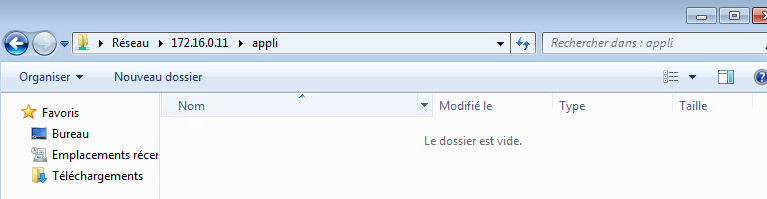 Réseau 172.16.0.11 appli Rechercher dans : appli
Organiser Nouveau dossier
Favoris
Bureau
Emplacements récer
Téléchargements
Nom Modifié le Type Taille
Le dossier est vide.